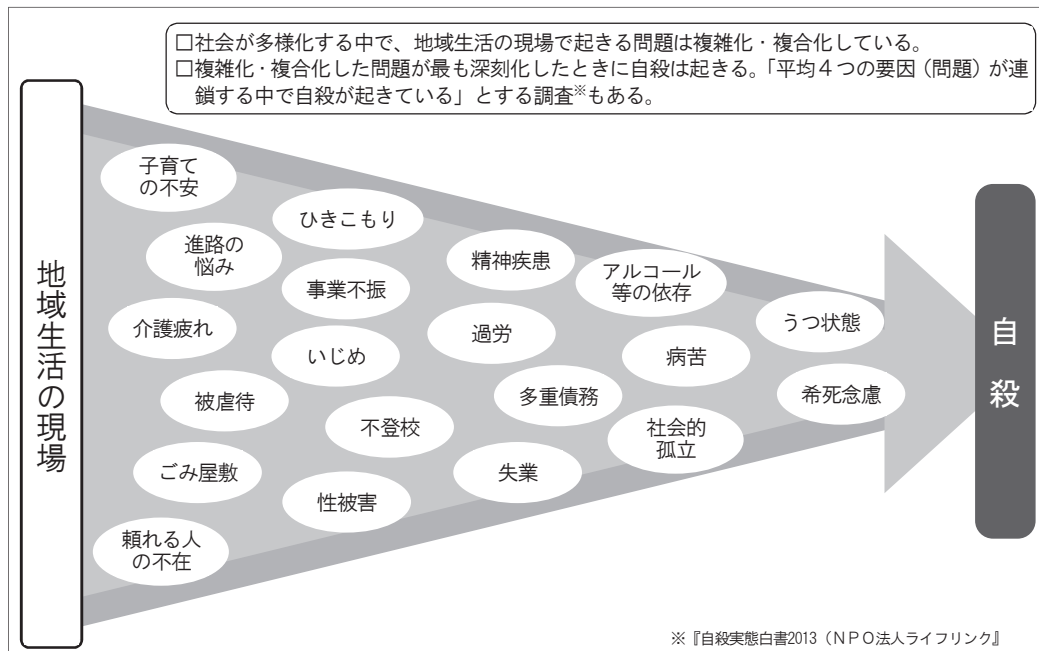 □社会が多様化する中で、地域生活の現場で起きる問題は複雑化・複合化している。
□複雑化・複合化した問題が最も深刻化したときに自殺は起きる。「平均4つの要因(問題)が連
鎖する中で自殺が起きている」とする調査※もある。
地域生活の現場
子育て
の不安
進路の
悩み
介護疲れ
被虐待
ごみ屋敷
頼れる人
の不在
ひきこもり
事業不振
いじめ
不登校
性被害
精神疾患
過労
多重債務
失業
アルコール
等の依存
病苦
社会的
孤立
うつ状態
希死念慮
自殺
※『自殺実態白書2013(NPO法人ライフリンク』